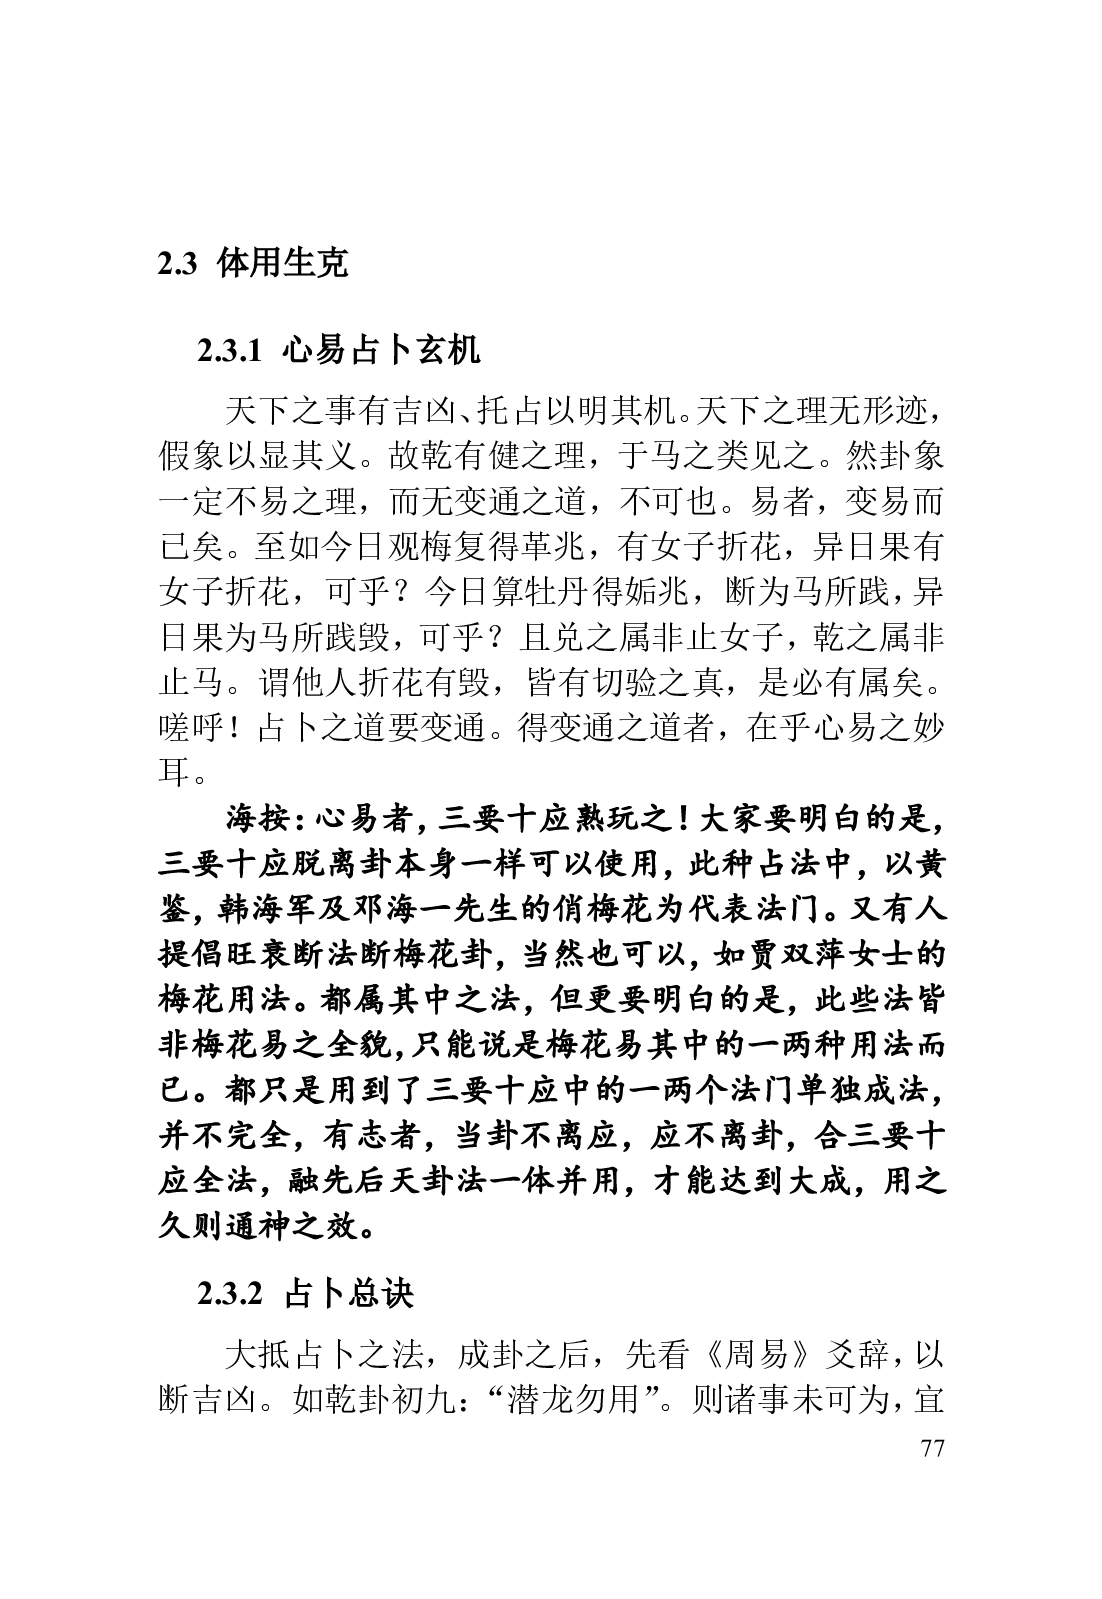 2.3 体用生克
2.3.1 心易占卜玄机
天下之事有吉凶、托占以明其机。天下之理无形迹，
假象以显其义。故乾有健之理，于马之类见之。然卦象
一定不易之理，而无变通之道，不可也。易者，变易而
已矣。至如今日观梅复得革兆，有女子折花，异日果有
女子折花，可乎？今日算牡丹得姤兆，断为马所践，异
日果为马所践毁，可乎？且兑之属非止女子，乾之属非
止马。谓他人折花有毁，皆有切验之真，是必有属矣。
嗟呼！占卜之道要变通。得变通之道者，在乎心易之妙
耳。
海按：心易者，三要十应熟玩之！大家要明白的是，
三要十应脱离卦本身一样可以使用，此种占法中，以黄
鉴，韩海军及邓海一先生的俏梅花为代表法门。又有人
提倡旺衰断法断梅花卦，当然也可以，如贾双萍女士的
梅花用法。都属其中之法，但更要明白的是，此些法皆
非梅花易之全貌，只能说是梅花易其中的一两种用法而
已。都只是用到了三要十应中的一两个法门单独成法，
并不完全，有志者，当卦不离应，应不离卦，合三要十
应全法，融先后天卦法一体并用，才能达到大成，用之
久则通神之效。
2.3.2 占卜总诀
大抵占卜之法，成卦之后，先看《周易》爻辞，以
断吉凶。如乾卦初九：“潜龙勿用”。则诸事未可为，宜
77